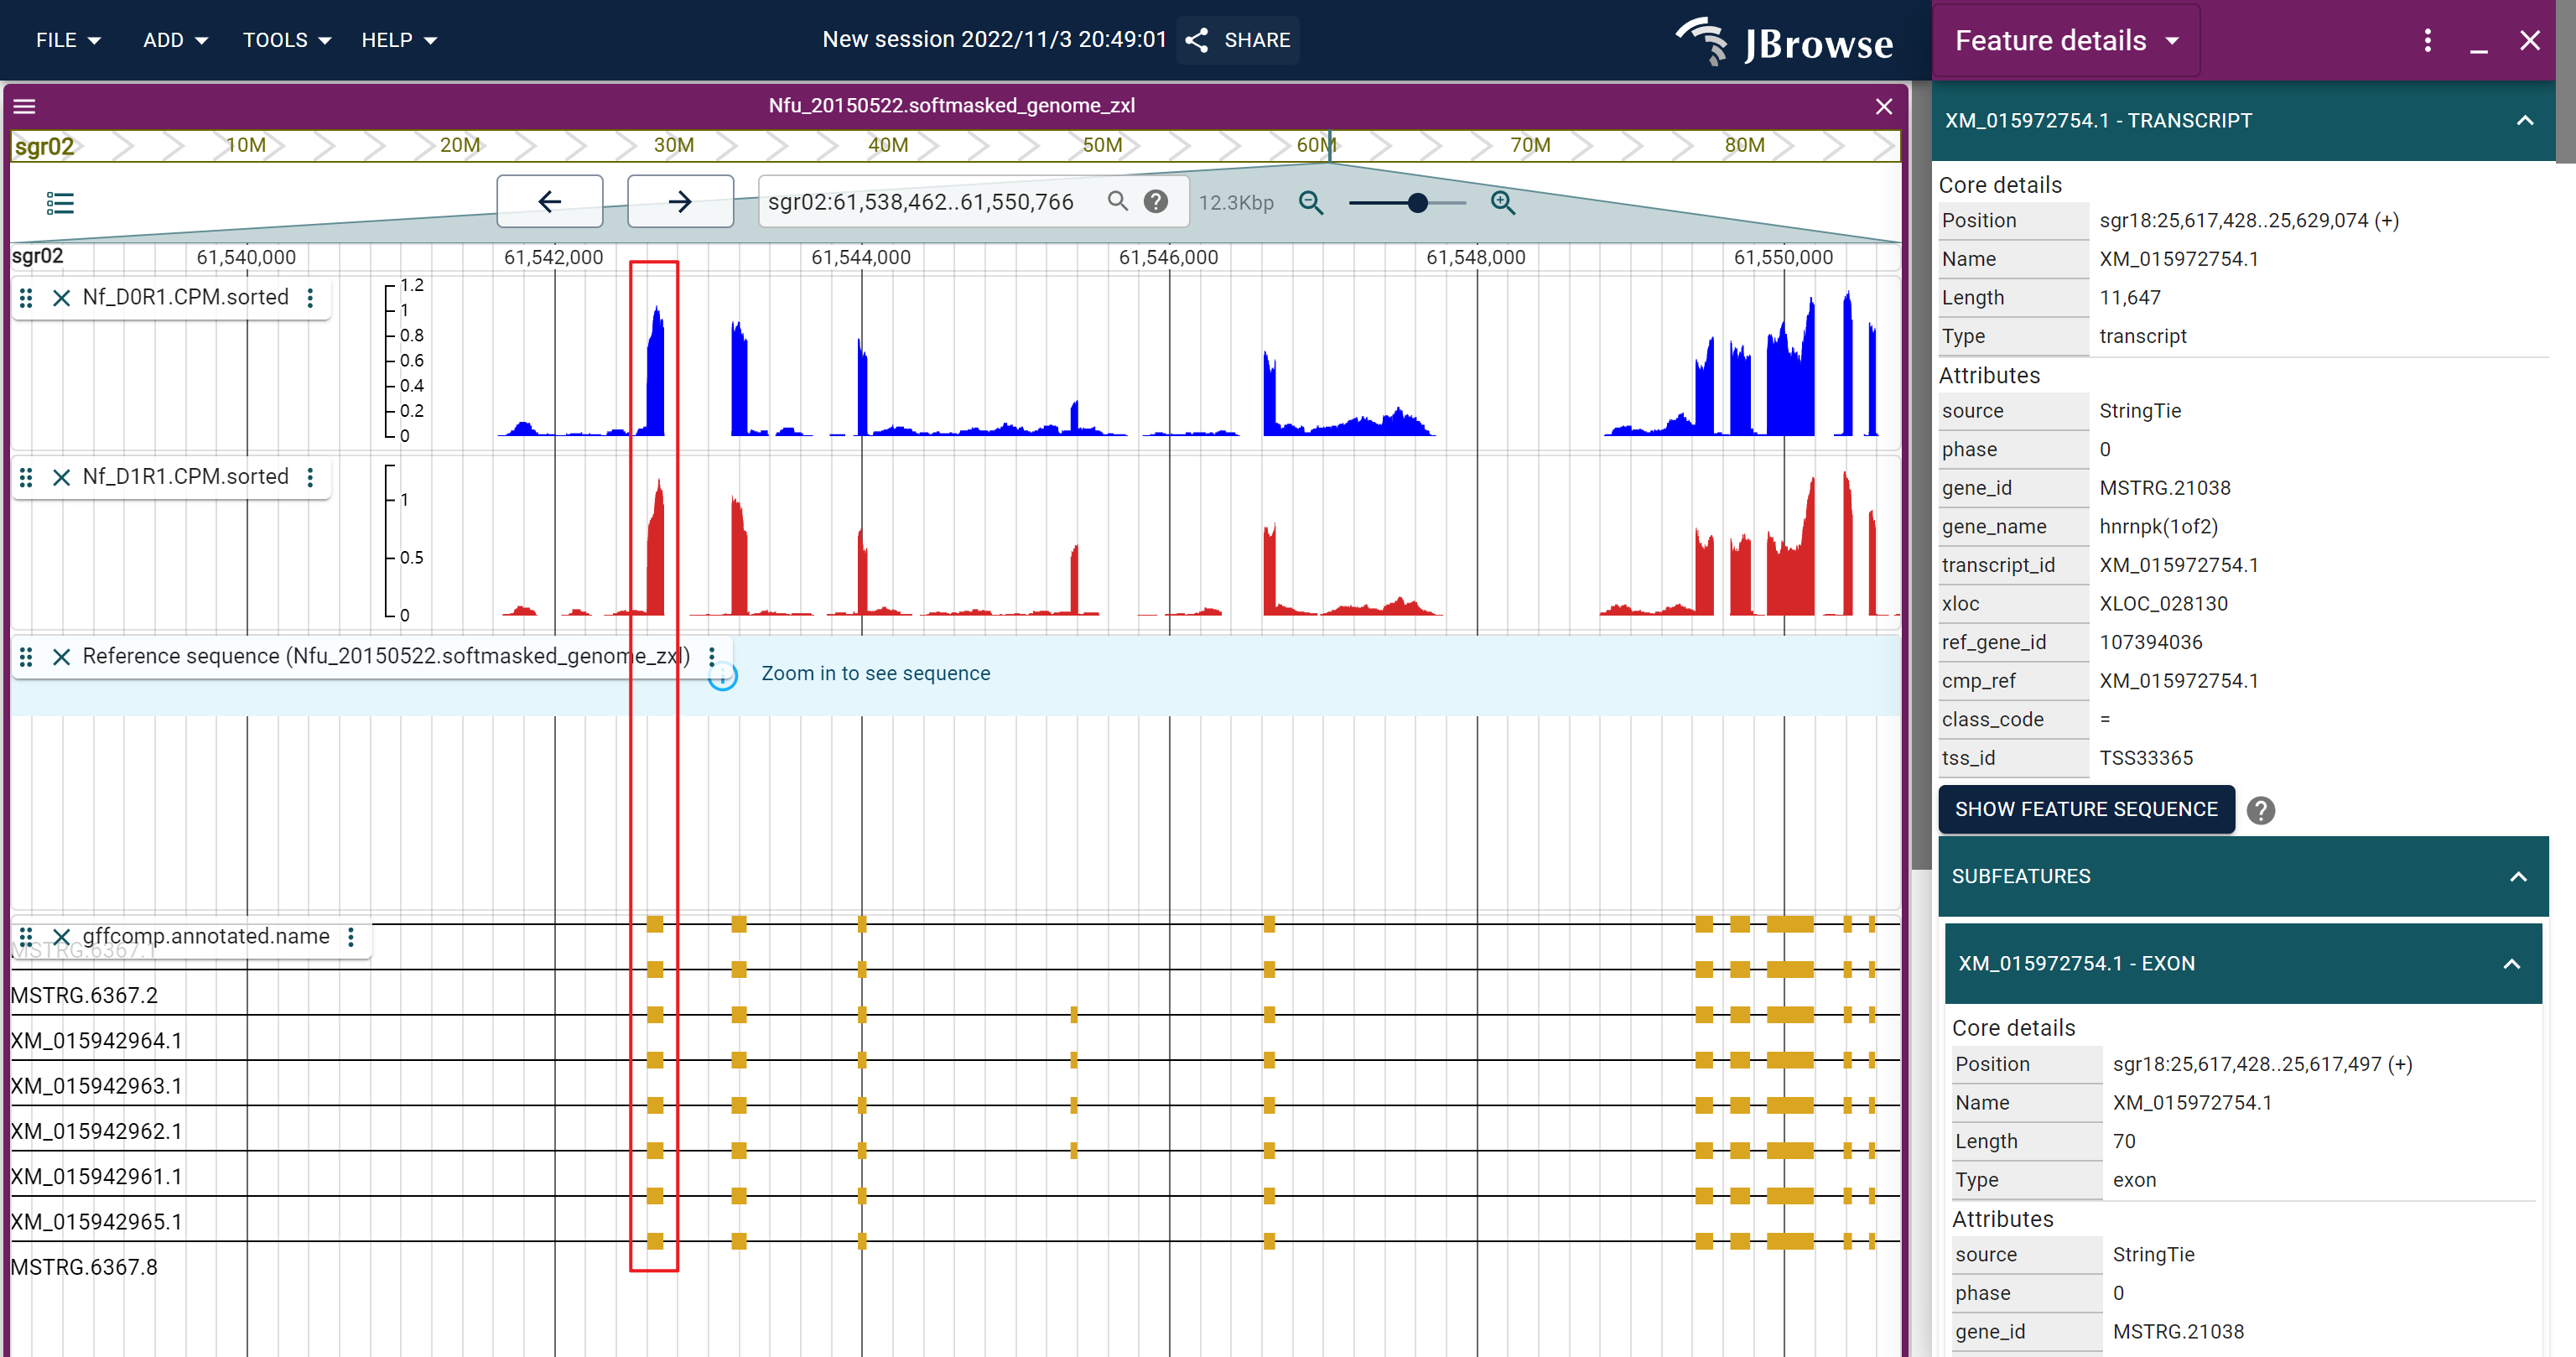 FILE ADD TOOLS HELP New session 2022/11/3 20:49:01 SHARE JBrowse
Nfu_20150522.softmasked_genome_zxl
sgr02 10M 20M 30M 40M 50M 60M 70M 80M
sgr02:61,538,462..61,550,766 12.3Kbp
sgr02 61,540,000 61,542,000 61,544,000 61,546,000 61,548,000 61,550,000
Nf_D0R1.CPM.sorted
1.2
1
0.8
0.6
0.4
0.2
0
Nf_D1R1.CPM.sorted
1
0.5
0
Reference sequence (Nfu_20150522.softmasked_genome_zxl)
Zoom in to see sequence
gffcomp.annotated.name
MSTRG.6367.1
MSTRG.6367.2
XM_015942964.1
XM_015942963.1
XM_015942962.1
XM_015942961.1
XM_015942965.1
MSTRG.6367.8
Feature details
XM_015972754.1 - TRANSCRIPT
Core details
Position sgr18:25,617,428..25,629,074 (+)
Name XM_015972754.1
Length 11,647
Type transcript
Attributes
source StringTie
phase 0
gene_id MSTRG.21038
gene_name hnrnpk(1of2)
transcript_id XM_015972754.1
xloc XLOC_028130
ref_gene_id 107394036
cmp_ref XM_015972754.1
class_code =
tss_id TSS33365
SHOW FEATURE SEQUENCE
SUBFEATURES
XM_015972754.1 - EXON
Core details
Position sgr18:25,617,428..25,617,497 (+)
Name XM_015972754.1
Length 70
Type exon
Attributes
source StringTie
phase 0
gene_id MSTRG.21038